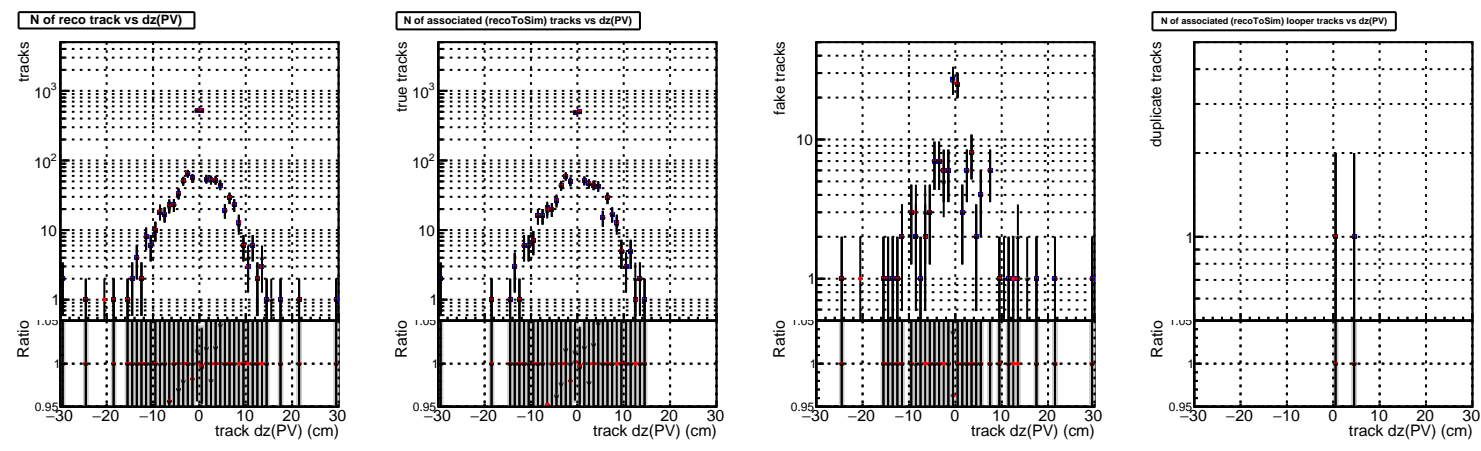 N of reco track vs dz(PV)
N of associated (recoToSim) tracks vs dz(PV)
N of associated (recoToSim) looper tracks vs dz(PV)
tracks
10³
10²
10
1
true tracks
10³
10²
10
1
fake tracks
10
1
duplicate tracks
1
Ratio
1.05
1
0.95
−30 −20 −10 0 10 20 30
track dz(PV) (cm)
Ratio
1.05
1
0.95
−30 −20 −10 0 10 20 30
track dz(PV) (cm)
Ratio
1.05
1
0.95
−30 −20 −10 0 10 20 30
track dz(PV) (cm)
Ratio
1.05
1
0.95
−30 −20 −10 0 10 20 30
track dz(PV) (cm)